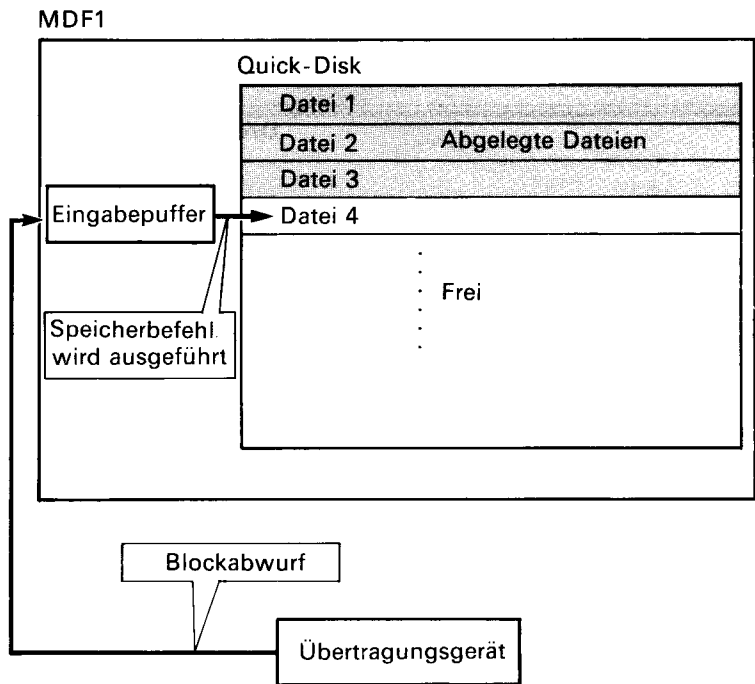 MDF1
Quick-Disk
Datei 1
Datei 2 Abgelegte Dateien
Datei 3
Eingabepuffer
Datei 4
Frei
Speicherbefehl
wird ausgeführt
Blockabwurf
Übertragungsgerät